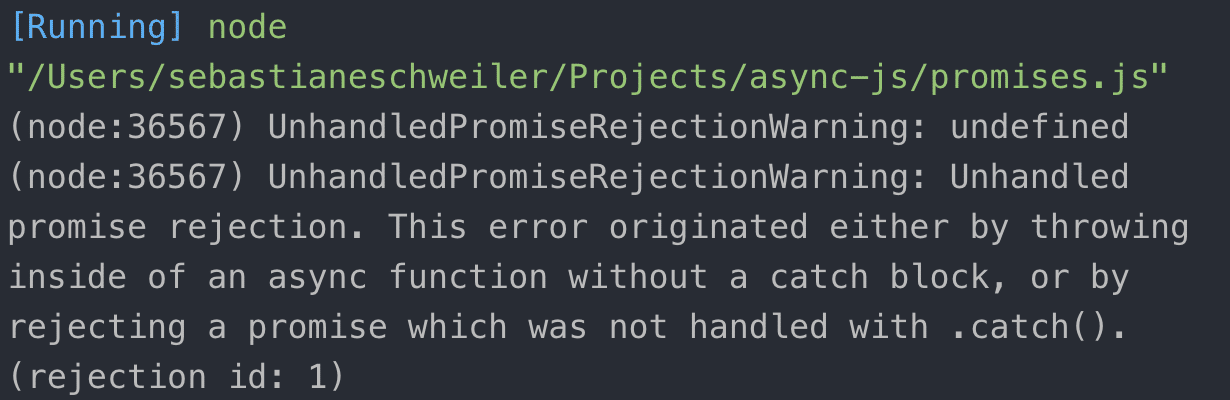 [Running] node
"/Users/sebastianeschweiler/Projects/async-js/promises.js"
(node:36567) UnhandledPromiseRejectionWarning: undefined
(node:36567) UnhandledPromiseRejectionWarning: Unhandled
promise rejection. This error originated either by throwing
inside of an async function without a catch block, or by
rejecting a promise which was not handled with .catch().
(rejection id: 1)